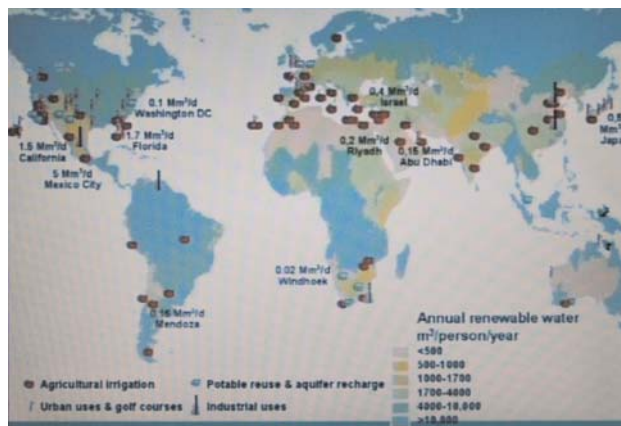 0.1 Mm³/d
Washington DC
0.4 Mm³/d
Israel
1.5 Mm³/d
California
1.7 Mm³/d
Florida
0.2 Mm³/d
Riyadh
0.15 Mm³/d
Abu Dhabi
5 Mm³/d
Mexico City
0.02 Mm³/d
Windhoek
0.16 Mm³/d
Mendoza
Annual renewable water
m³/person/year
<500
500-1000
1000-1700
1700-4000
4000-10,000
>10,000
Agricultural irrigation
Potable reuse & aquifer recharge
Urban uses & golf courses
Industrial uses